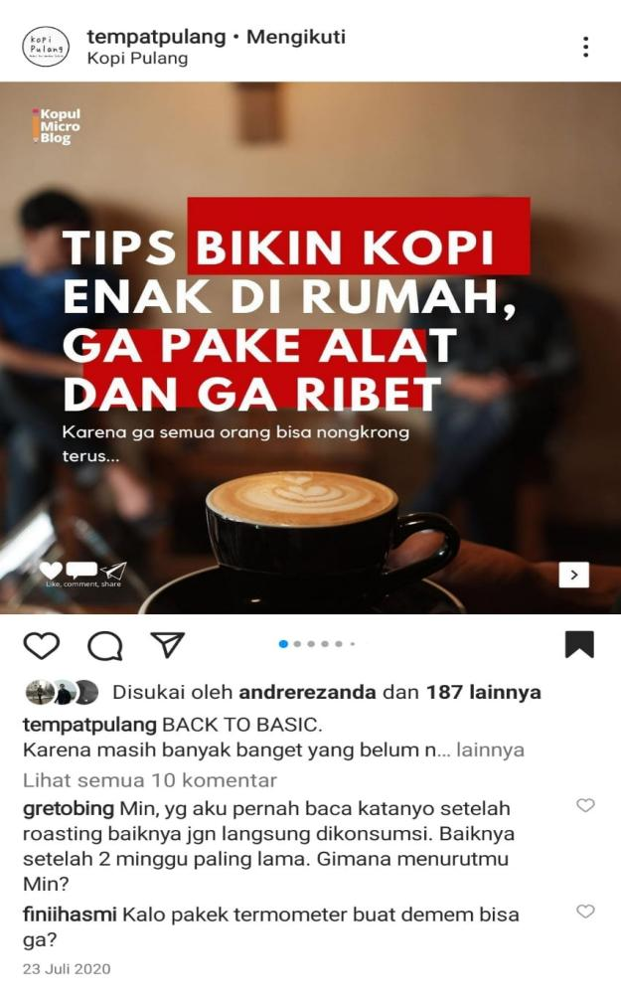 kopi
Pulang
tempatpulang • Mengikuti
Kopi Pulang
Kopul
Micro
Blog
TIPS BIKIN KOPI
ENAK DI RUMAH,
GA PAKE ALAT
DAN GA RIBET
Karena ga semua orang bisa nongkrong
terus...
Like, comment, share
Disukai oleh andrerezanda dan 187 lainnya
tempatpulang BACK TO BASIC.
Karena masih banyak banget yang belum n... lainnya
Lihat semua 10 komentar
gretobing Min, yg aku pernah baca katanyo setelah
roasting baiknya jgn langsung dikonsumsi. Baiknya
setelah 2 minggu paling lama. Gimana menurutmu
Min?
finiihasmi Kalo pakek termometer buat demem bisa
ga?
23 Juli 2020